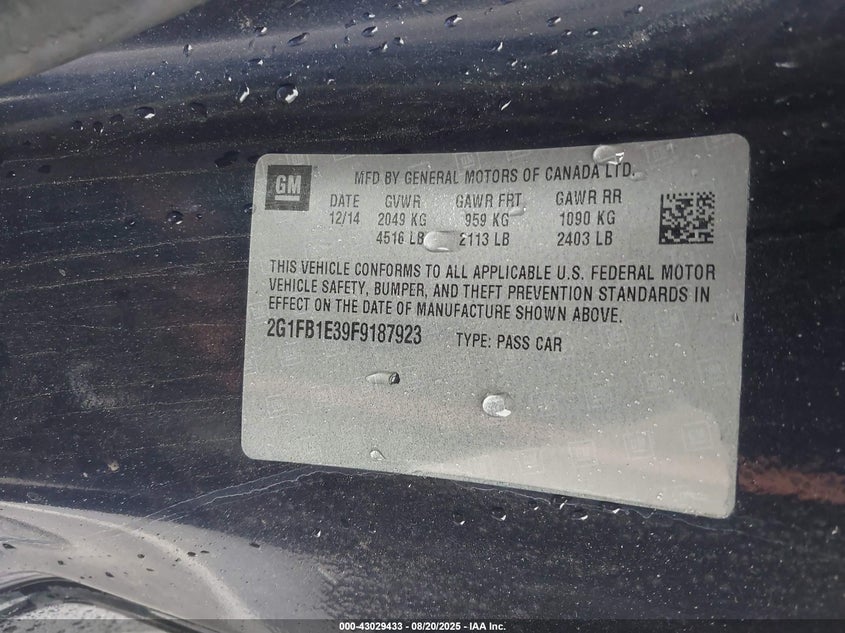 GM
MFD BY GENERAL MOTORS OF CANADA LTD.
DATE GVWR GAWR FRT GAWR RR
12/14 2049 KG 959 KG 1090 KG
4516 LB 2113 LB 2403 LB
THIS VEHICLE CONFORMS TO ALL APPLICABLE U.S. FEDERAL MOTOR
VEHICLE SAFETY, BUMPER, AND THEFT PREVENTION STANDARDS IN
EFFECT ON THE DATE OF MANUFACTURE SHOWN ABOVE.
2G1FB1E39F9187923 TYPE: PASS CAR
000-43029433 - 08/20/2025 - IAA Inc.